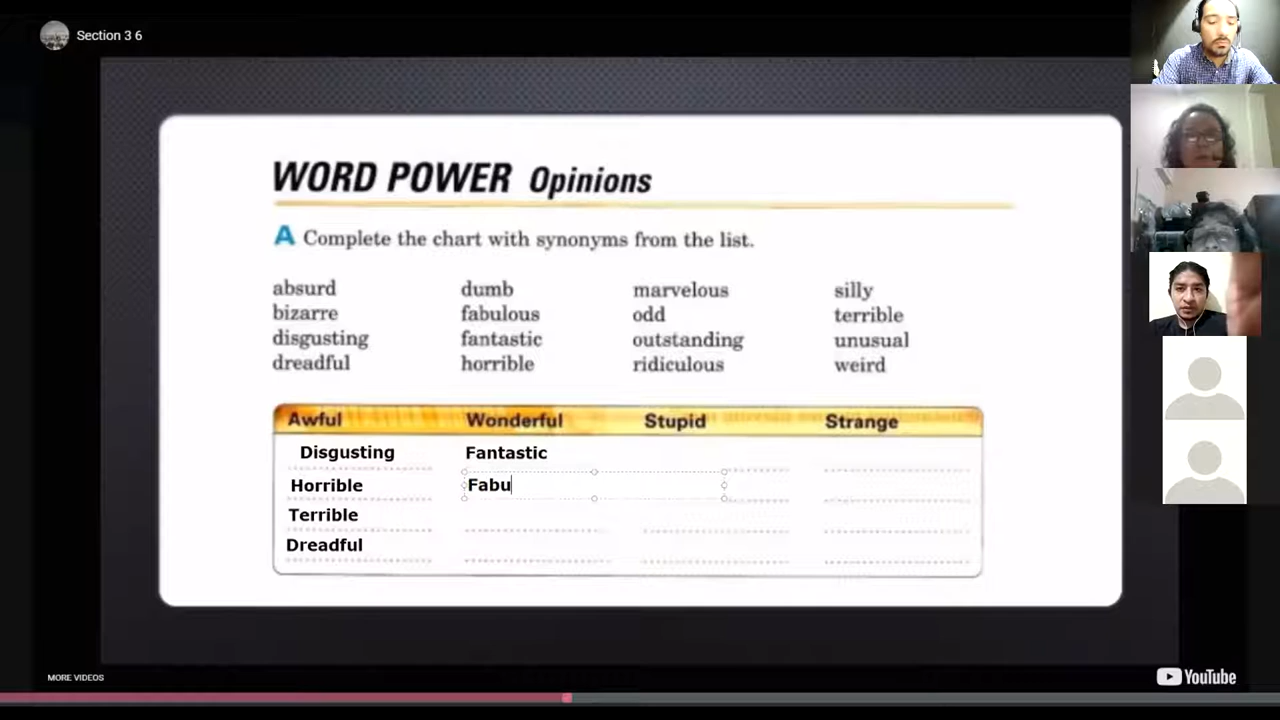 Section 3 6
WORD POWER Opinions
A Complete the chart with synonyms from the list.
absurd dumb marvelous silly
bizarre fabulous odd terrible
disgusting fantastic outstanding unusual
dreadful horrible ridiculous weird
Awful Wonderful Stupid Strange
Disgusting Fantastic
Horrible Fabu
Terrible
Dreadful
MORE VIDEOS
YouTube